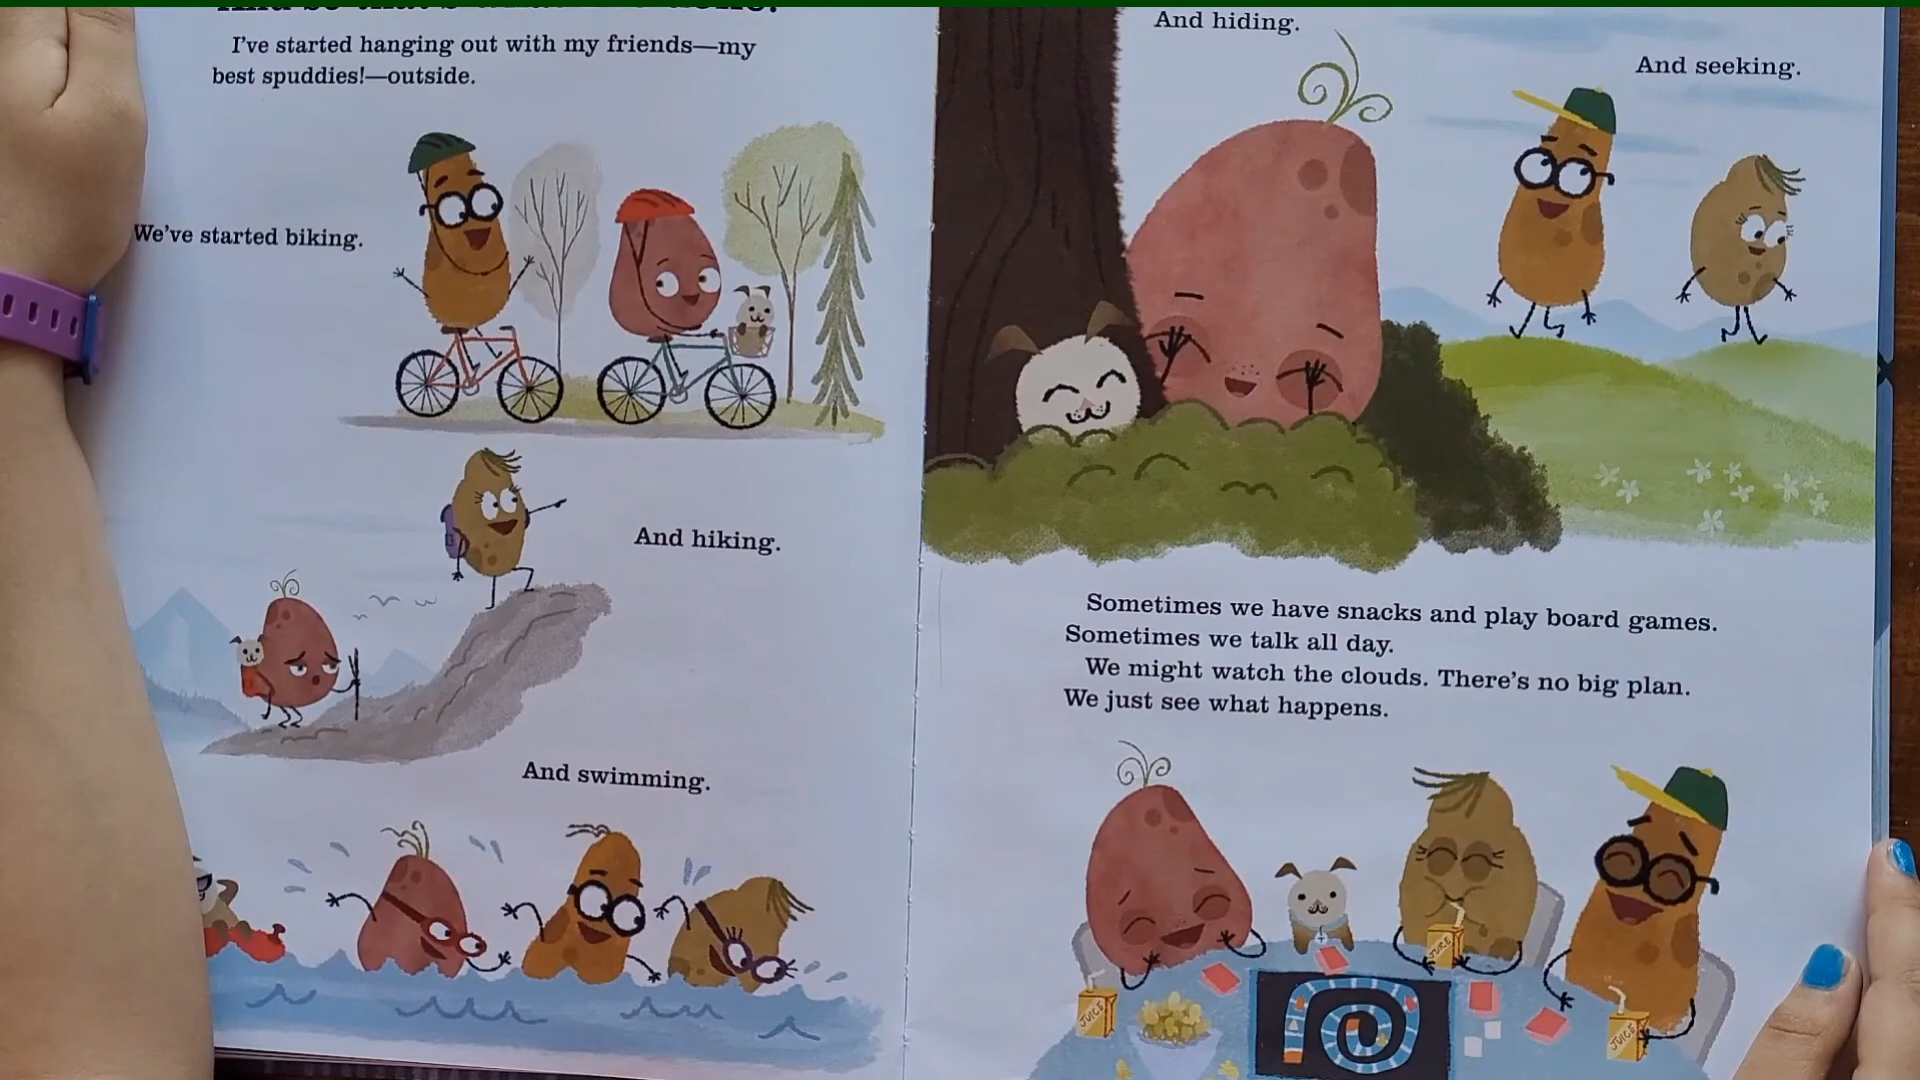 I've started hanging out with my friends—my
best spuddies!—outside.
We've started biking.
And hiking.
And swimming.
And hiding.
And seeking.
Sometimes we have snacks and play board games.
Sometimes we talk all day.
We might watch the clouds. There's no big plan.
We just see what happens.
JUICE
JUICE
JUICE